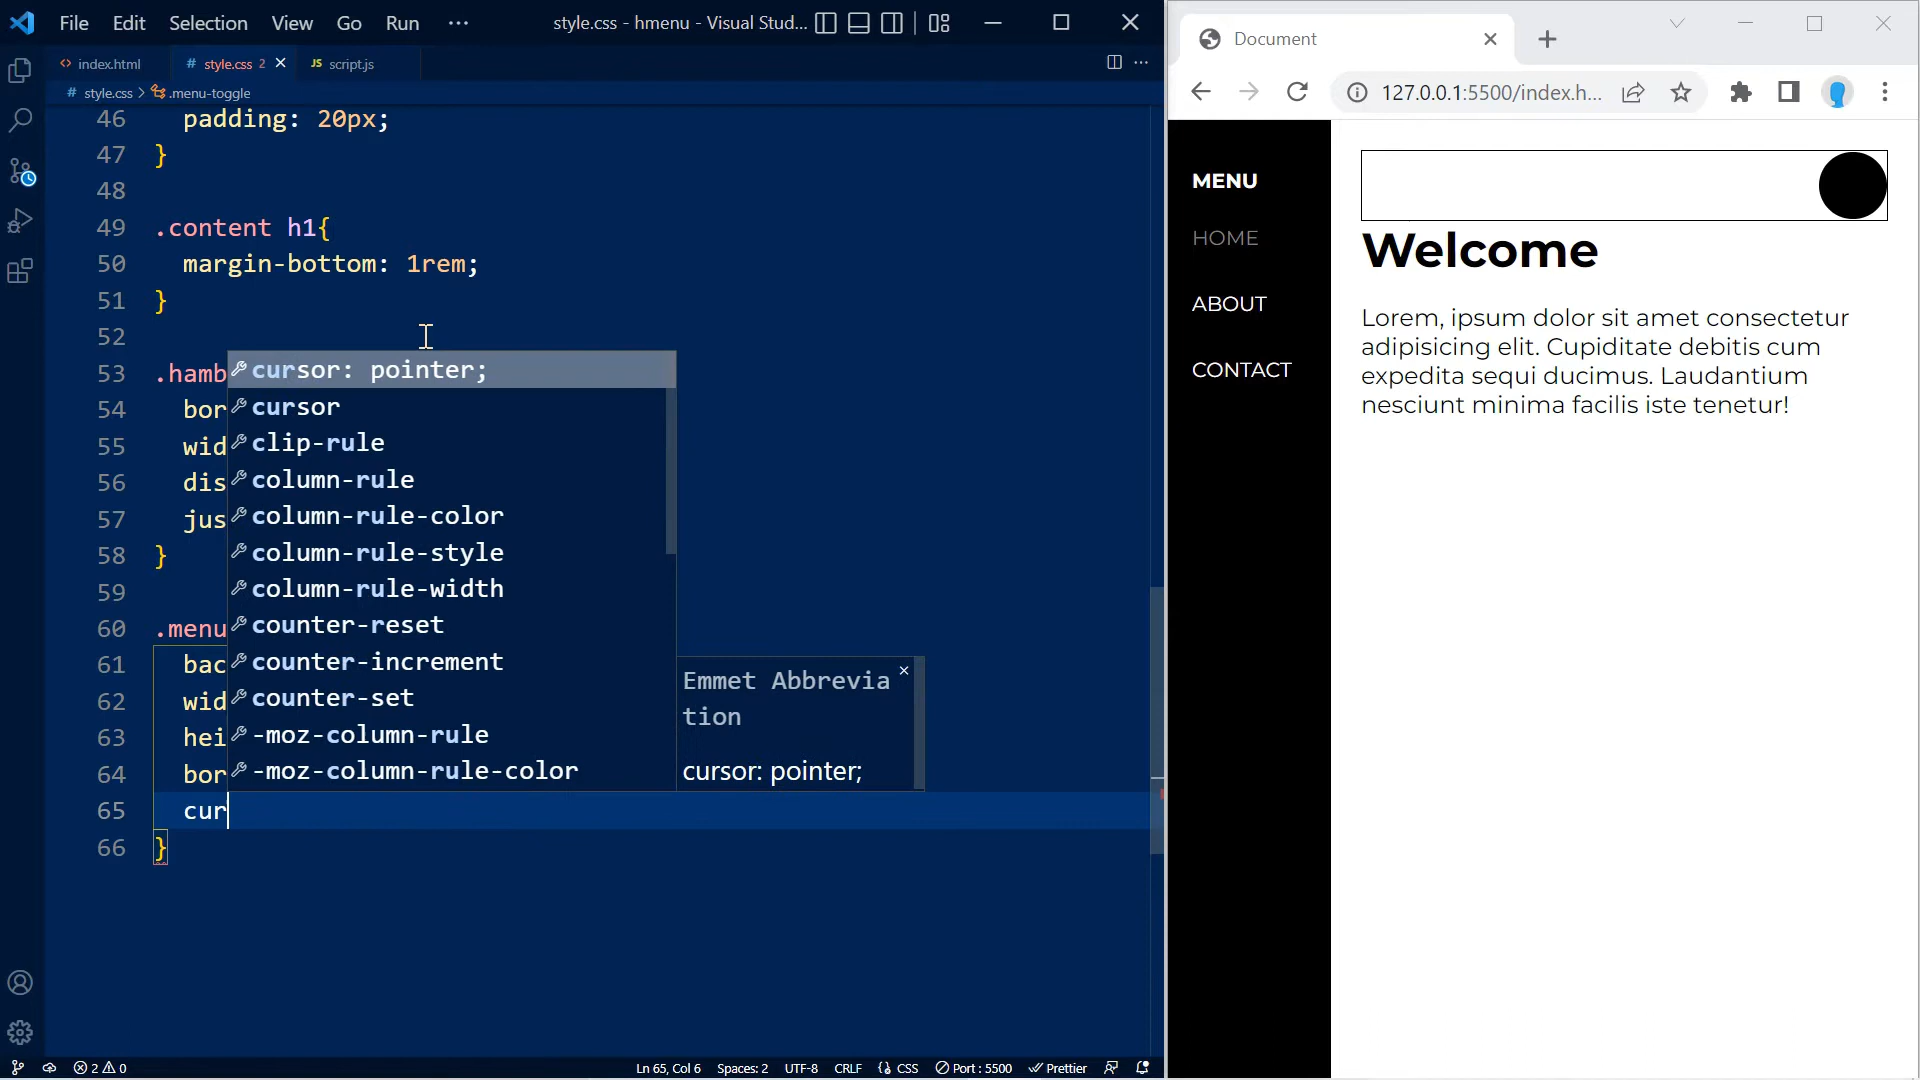 File Edit Selection View Go Run ··· style.css - hmenu - Visual Stud...
index.html # style.css 2 JS script.js
# style.css > .menu-toggle
46 padding: 20px;
47 }
48
49 .content h1{
50 margin-bottom: 1rem;
51 }
52
53 .hamb
54 bor
55 wid
56 dis
57 jus
58 }
59
60 .menu
61 bac
62 wid
63 hei
64 bor
65 cur
66 }
cursor: pointer;
cursor
clip-rule
column-rule
column-rule-color
column-rule-style
column-rule-width
counter-reset
counter-increment
counter-set
-moz-column-rule
-moz-column-rule-color
Emmet Abbrevia
tion
cursor: pointer;
2 0 Ln 65, Col 6 Spaces: 2 UTF-8 CRLF CSS Port : 5500 Prettier
Document
127.0.0.1:5500/index.h...
MENU
HOME
ABOUT
CONTACT
Welcome
Lorem, ipsum dolor sit amet consectetur
adipisicing elit. Cupiditate debitis cum
expedita sequi ducimus. Laudantium
nesciunt minima facilis iste tenetur!